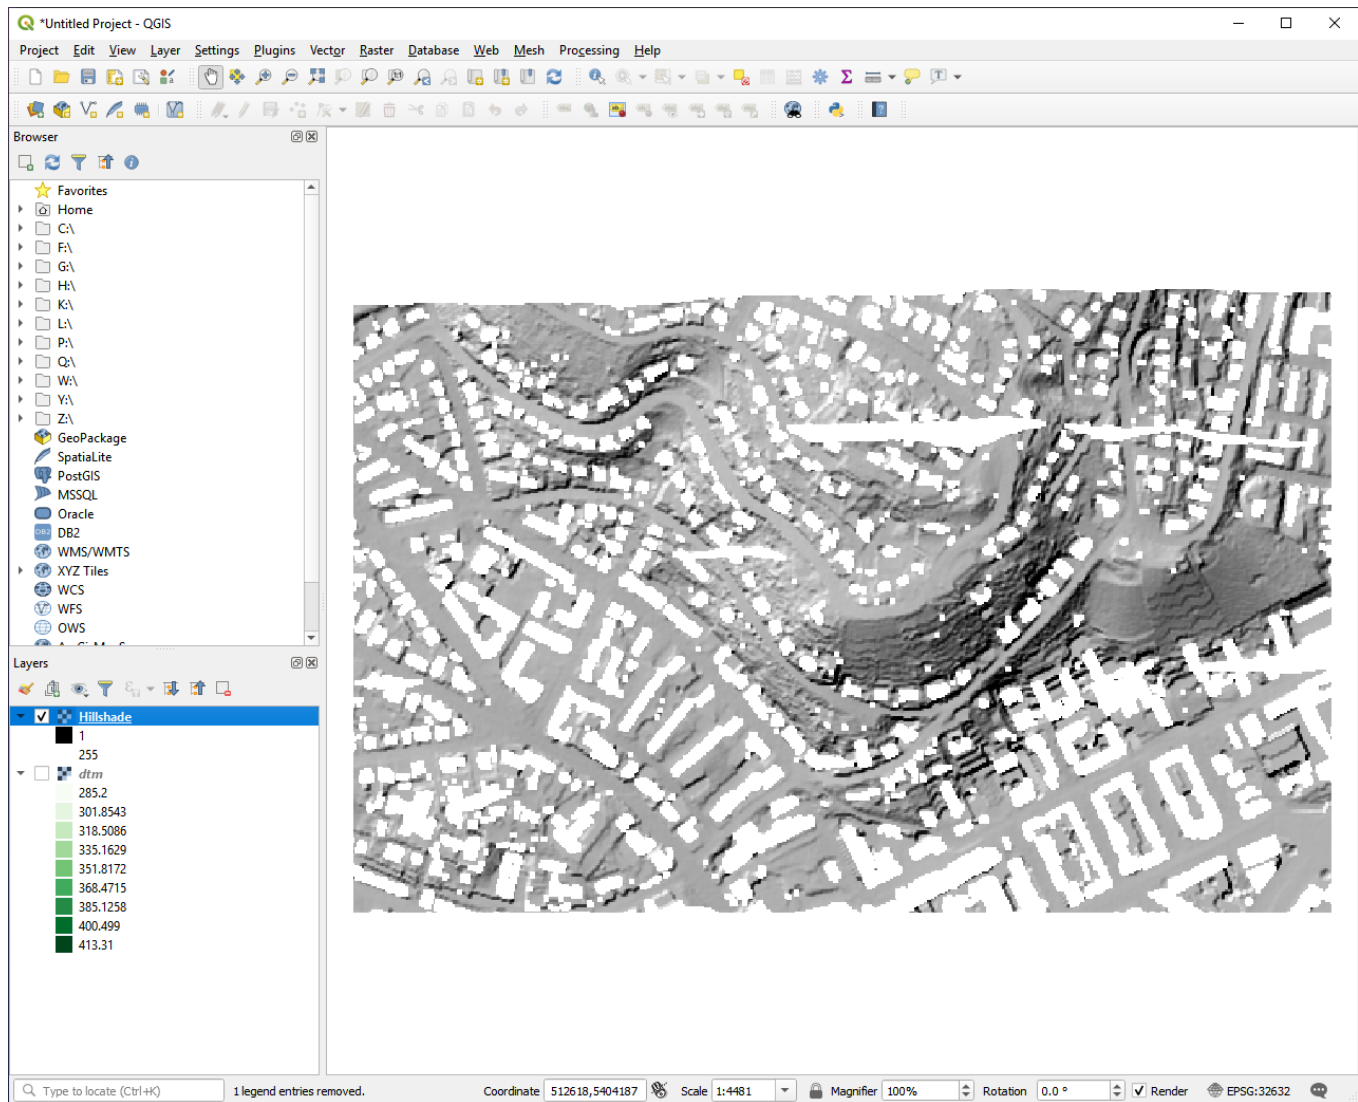 *Untitled Project - QGIS
Project Edit View Layer Settings Plugins Vector Raster Database Web Mesh Processing Help
Browser
Favorites
Home
C:\
F:\
G:\
H:\
K:\
L:\
P:\
Q:\
W:\
Y:\
Z:\
GeoPackage
SpatiaLite
PostGIS
MSSQL
Oracle
DB2
WMS/WMTS
XYZ Tiles
WCS
WFS
OWS
Layers
Hillshade
1
255
dtm
285.2
301.8543
318.5086
335.1629
351.8172
368.4715
385.1258
400.499
413.31
Type to locate (Ctrl+K) 1 legend entries removed. Coordinate 512618,5404187 Scale 1:4481 Magnifier 100% Rotation 0.0 ° Render EPSG:32632